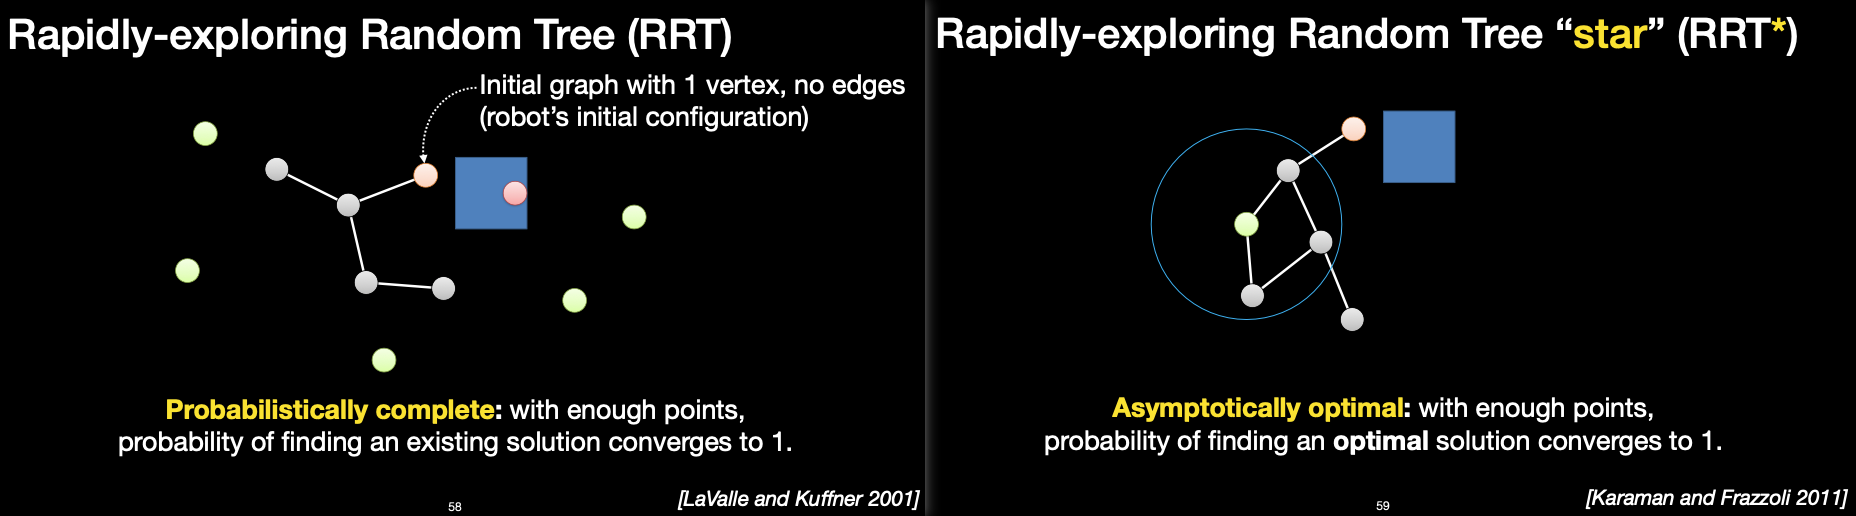 Rapidly-exploring Random Tree (RRT)
Initial graph with 1 vertex, no edges
(robot’s initial configuration)
Probabilistically complete: with enough points,
probability of finding an existing solution converges to 1.
58
[LaValle and Kuffner 2001]
Rapidly-exploring Random Tree “star” (RRT*)
Asymptotically optimal: with enough points,
probability of finding an optimal solution converges to 1.
59
[Karaman and Frazzoli 2011]